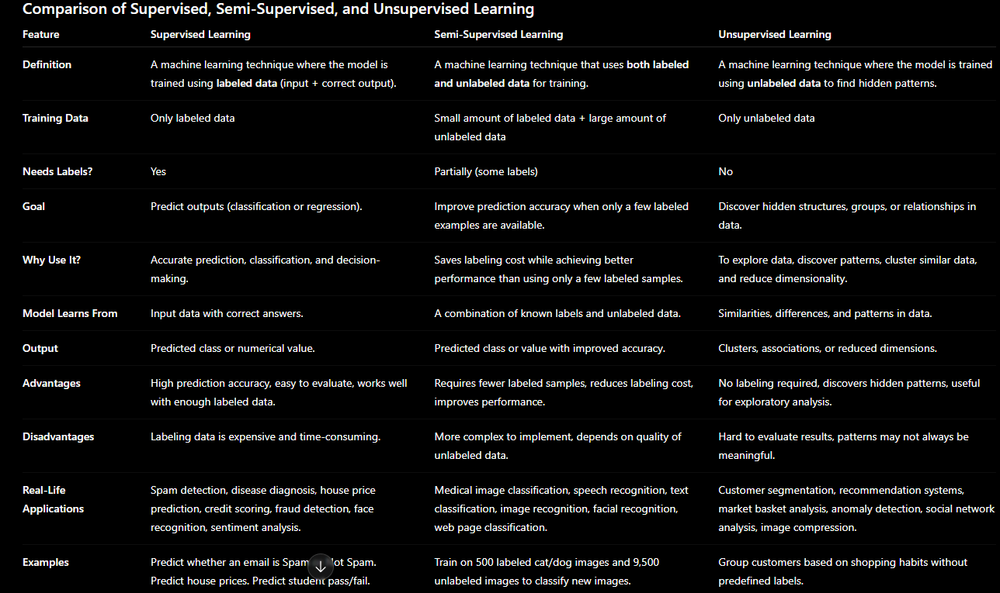 Comparison of Supervised, Semi-Supervised, and Unsupervised Learning
Feature Supervised Learning Semi-Supervised Learning Unsupervised Learning
Definition A machine learning technique where the model is A machine learning technique that uses both labeled A machine learning technique where the model is trained
trained using labeled data (input + correct output). and unlabeled data for training. using unlabeled data to find hidden patterns.
Training Data Only labeled data Small amount of labeled data + large amount of Only unlabeled data
unlabeled data
Needs Labels? Yes Partially (some labels) No
Goal Predict outputs (classification or regression). Improve prediction accuracy when only a few labeled Discover hidden structures, groups, or relationships in
examples are available. data.
Why Use It? Accurate prediction, classification, and decision- Saves labeling cost while achieving better To explore data, discover patterns, cluster similar data,
making. performance than using only a few labeled samples. and reduce dimensionality.
Model Learns From Input data with correct answers. A combination of known labels and unlabeled data. Similarities, differences, and patterns in data.
Output Predicted class or numerical value. Predicted class or value with improved accuracy. Clusters, associations, or reduced dimensions.
Advantages High prediction accuracy, easy to evaluate, works well Requires fewer labeled samples, reduces labeling cost, No labeling required, discovers hidden patterns, useful
with enough labeled data. improves performance. for exploratory analysis.
Disadvantages Labeling data is expensive and time-consuming. More complex to implement, depends on quality of Hard to evaluate results, patterns may not always be
unlabeled data. meaningful.
Real-Life Spam detection, disease diagnosis, house price Medical image classification, speech recognition, text Customer segmentation, recommendation systems,
Applications prediction, credit scoring, fraud detection, face classification, image recognition, facial recognition, market basket analysis, anomaly detection, social network
recognition, sentiment analysis. web page classification. analysis, image compression.
Examples Predict whether an email is Spam Spam. Train on 500 labeled cat/dog images and 9,500 Group customers based on shopping habits without
Predict house prices. Predict student pass/fail. unlabeled images to classify new images. predefined labels.